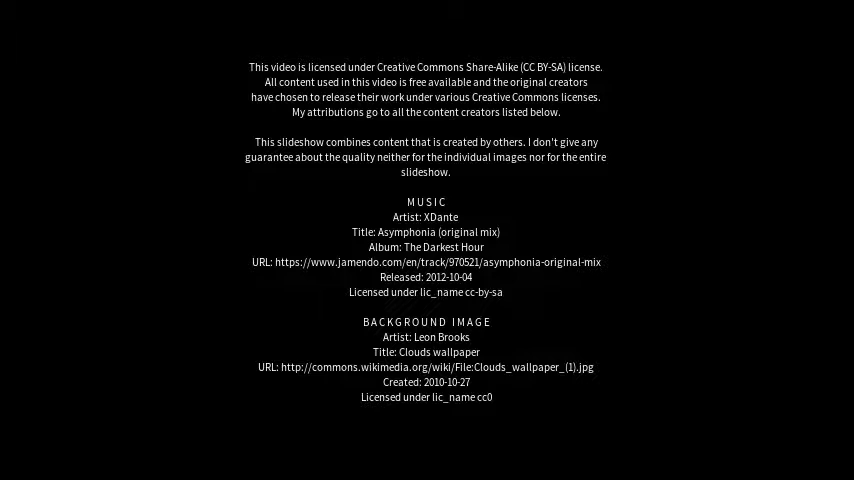 This video is licensed under Creative Commons Share-Alike (CC BY-SA) license.
All content used in this video is free available and the original creators
have chosen to release their work under various Creative Commons licenses.
My attributions go to all the content creators listed below.
This slideshow combines content that is created by others. I don't give any
guarantee about the quality neither for the individual images nor for the entire
slideshow.
MUSIC
Artist: XDante
Title: Asymphonia (original mix)
Album: The Darkest Hour
URL: https://www.jamendo.com/en/track/970521/asymphonia-original-mix
Released: 2012-10-04
Licensed under lic_name cc-by-sa
BACKGROUND IMAGE
Artist: Leon Brooks
Title: Clouds wallpaper
URL: http://commons.wikimedia.org/wiki/File:Clouds_wallpaper_(1).jpg
Created: 2010-10-27
Licensed under lic_name cc0